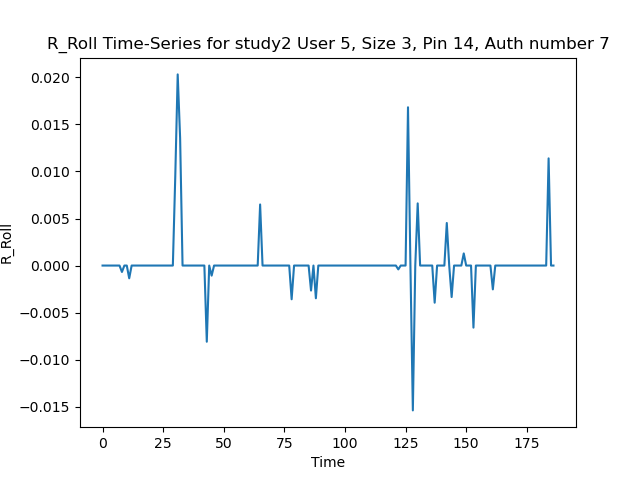 R_Roll Time-Series for study2 User 5, Size 3, Pin 14, Auth number 7
0.020
0.015
0.010
0.005
0.000
−0.005
−0.010
−0.015
R_Roll
0 25 50 75 100 125 150 175
Time